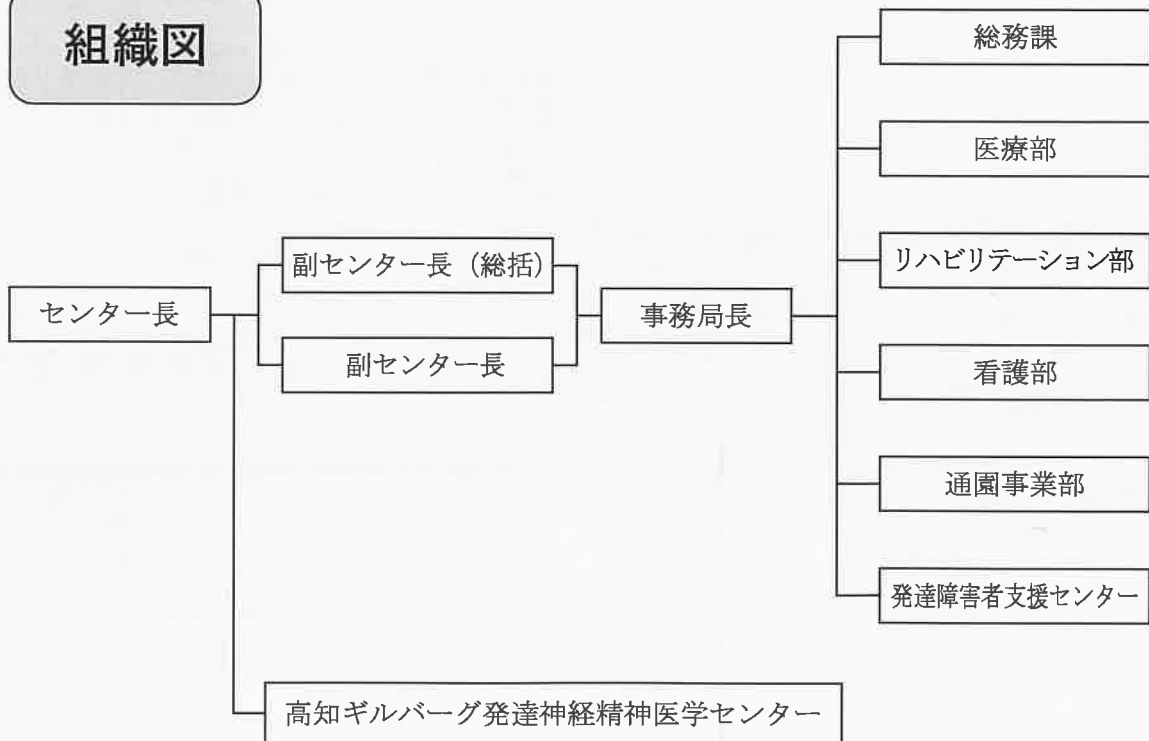 組織図
総務課
医療部
リハビリテーション部
看護部
通園事業部
発達障害者支援センター
副センター長（総括）
副センター長
センター長
事務局長
高知ギルバーグ発達神経精神医学センター